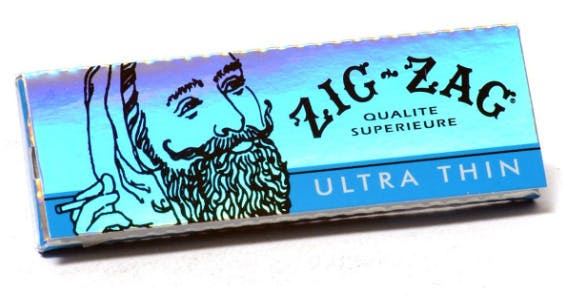 ZIG-ZAG®
QUALITE
SUPERIEURE
ULTRA THIN